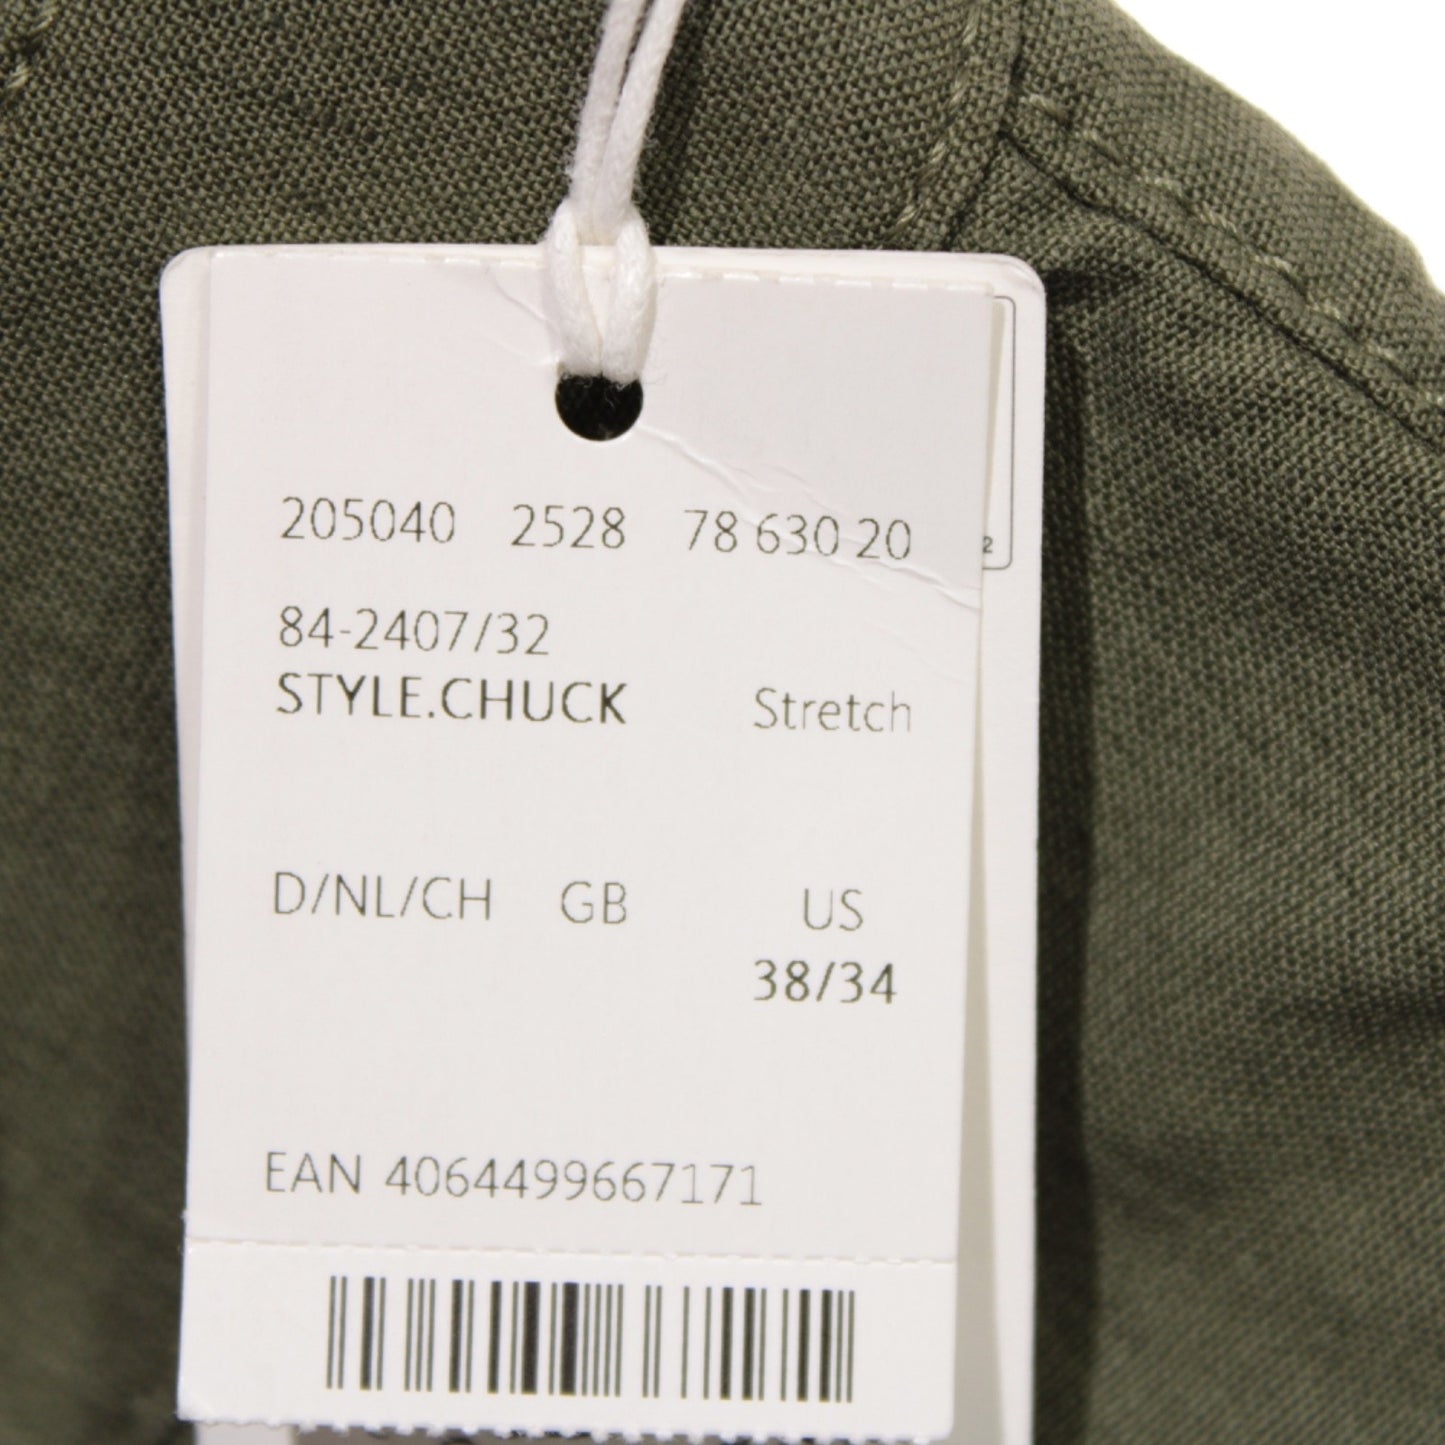 205040 2528 78 630 20
2
84-2407/32
STYLE.CHUCK Stretch
D/NL/CH GB US
38/34
EAN 4064499667171